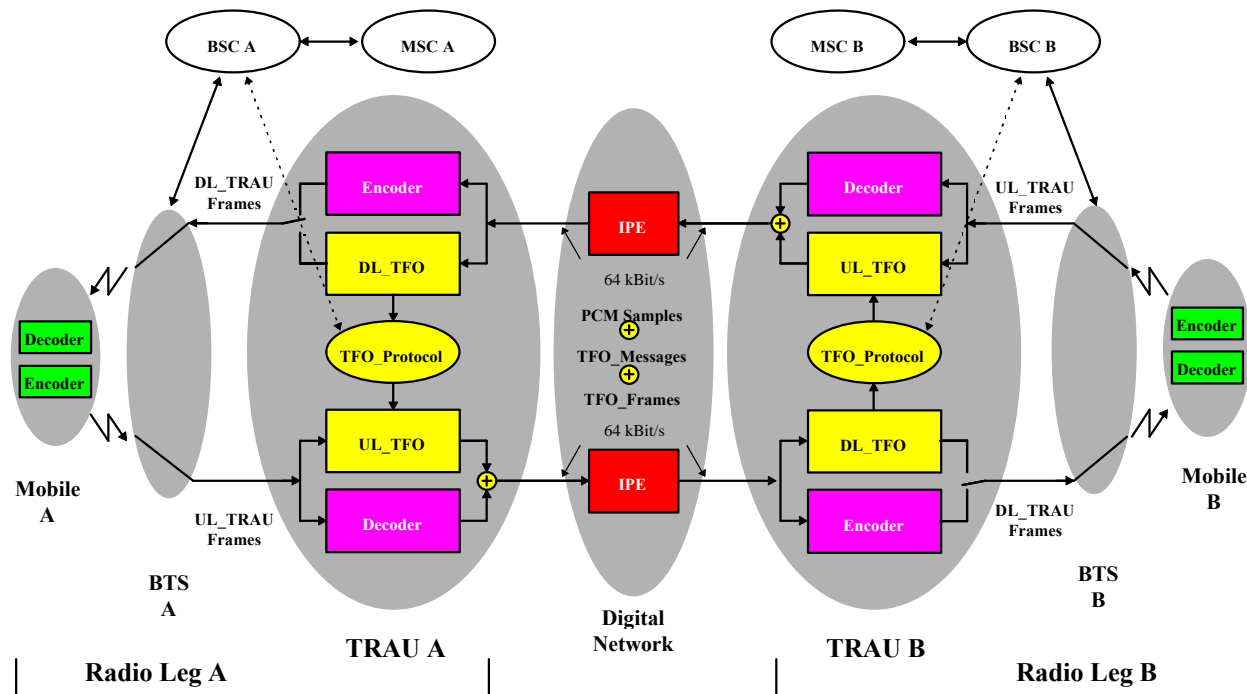 BSC A
MSC A
MSC B
BSC B
DL_TRAU
Frames
Encoder
Decoder
UL_TRAU
Frames
IPE
DL_TFO
UL_TFO
64 kBit/s
PCM Samples
+
TFO_Messages
+
TFO_Frames
64 kBit/s
+
Decoder
Encoder
TFO_Protocol
TFO_Protocol
Encoder
Decoder
UL_TFO
DL_TFO
+
IPE
Mobile
A
Mobile
B
UL_TRAU
Frames
Decoder
Encoder
DL_TRAU
Frames
BTS
A
BTS
B
Digital
Network
TRAU A
TRAU B
Radio Leg A
Radio Leg B